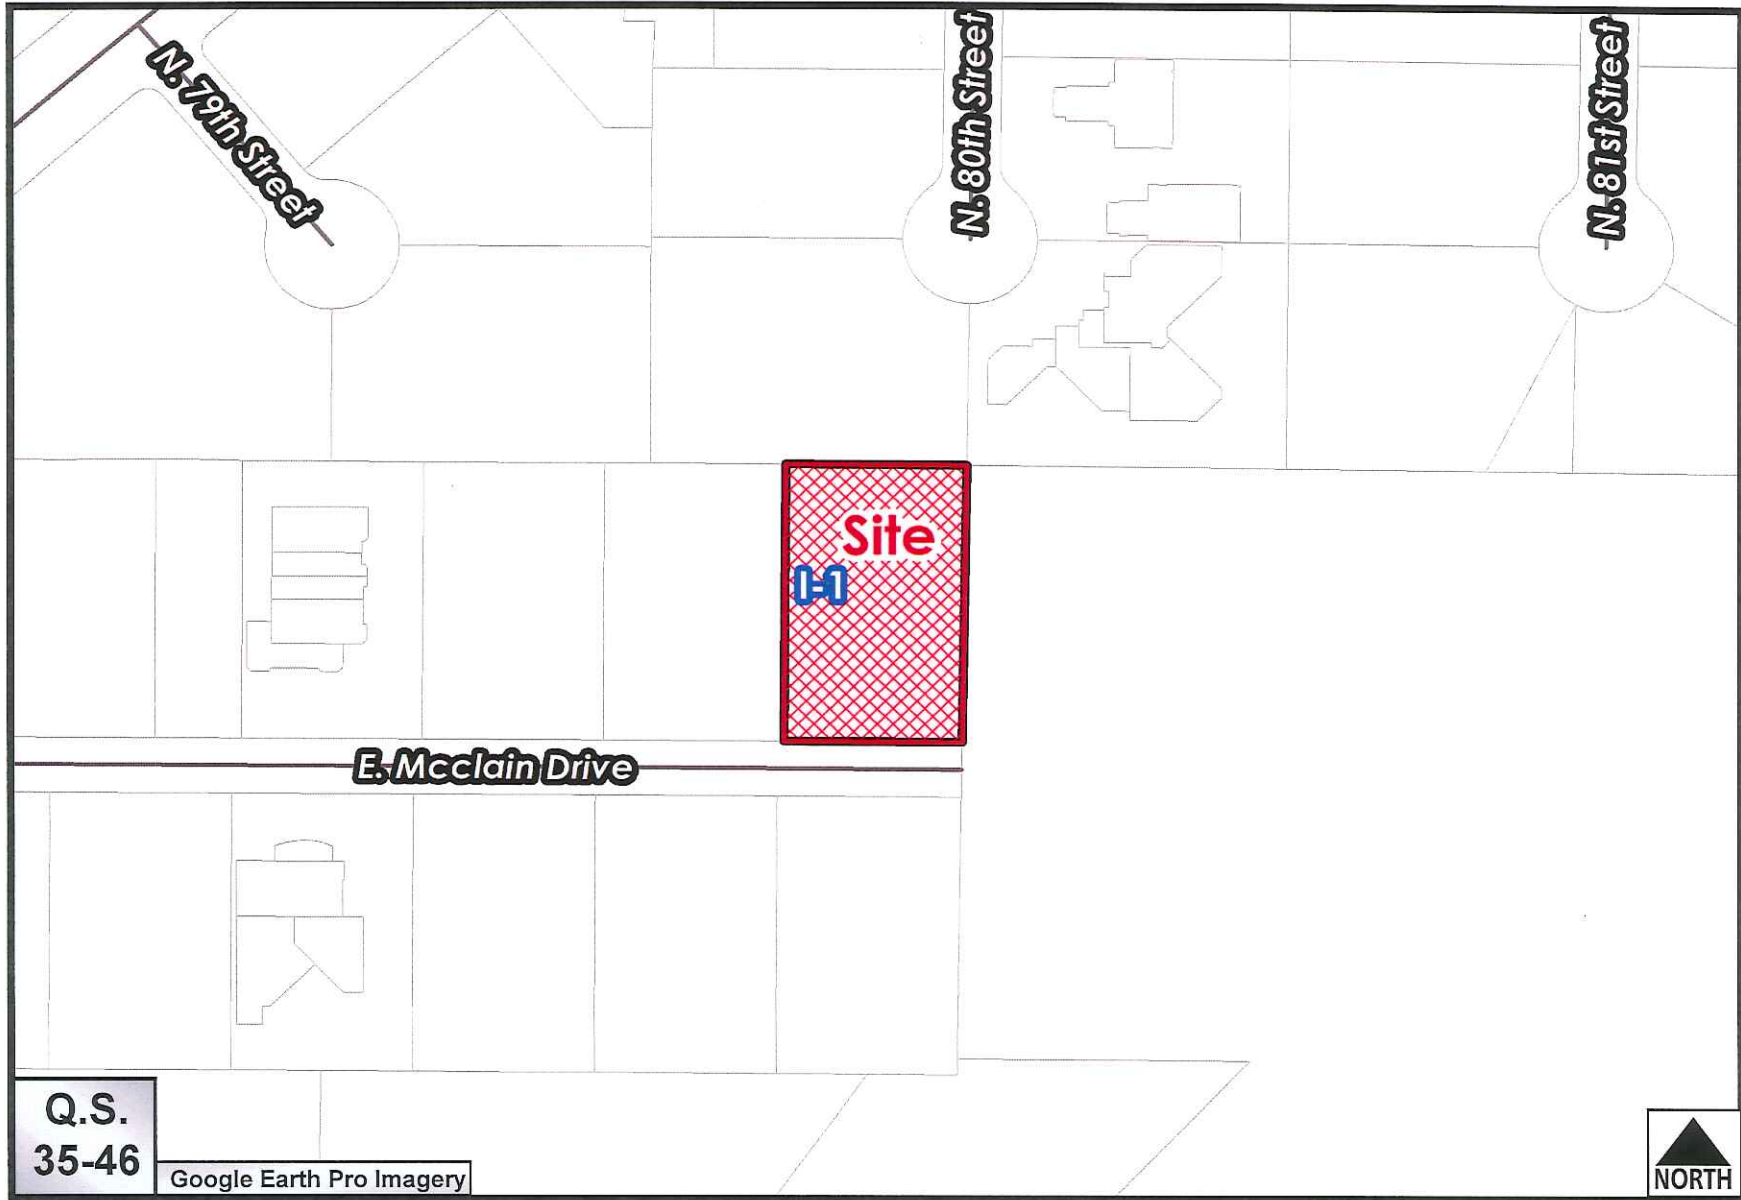 N. 79th Street
N. 80th Street
N. 81st Street
Site
I-1
E. Mcclain Drive
Q.S.
35-46
Google Earth Pro Imagery
NORTH